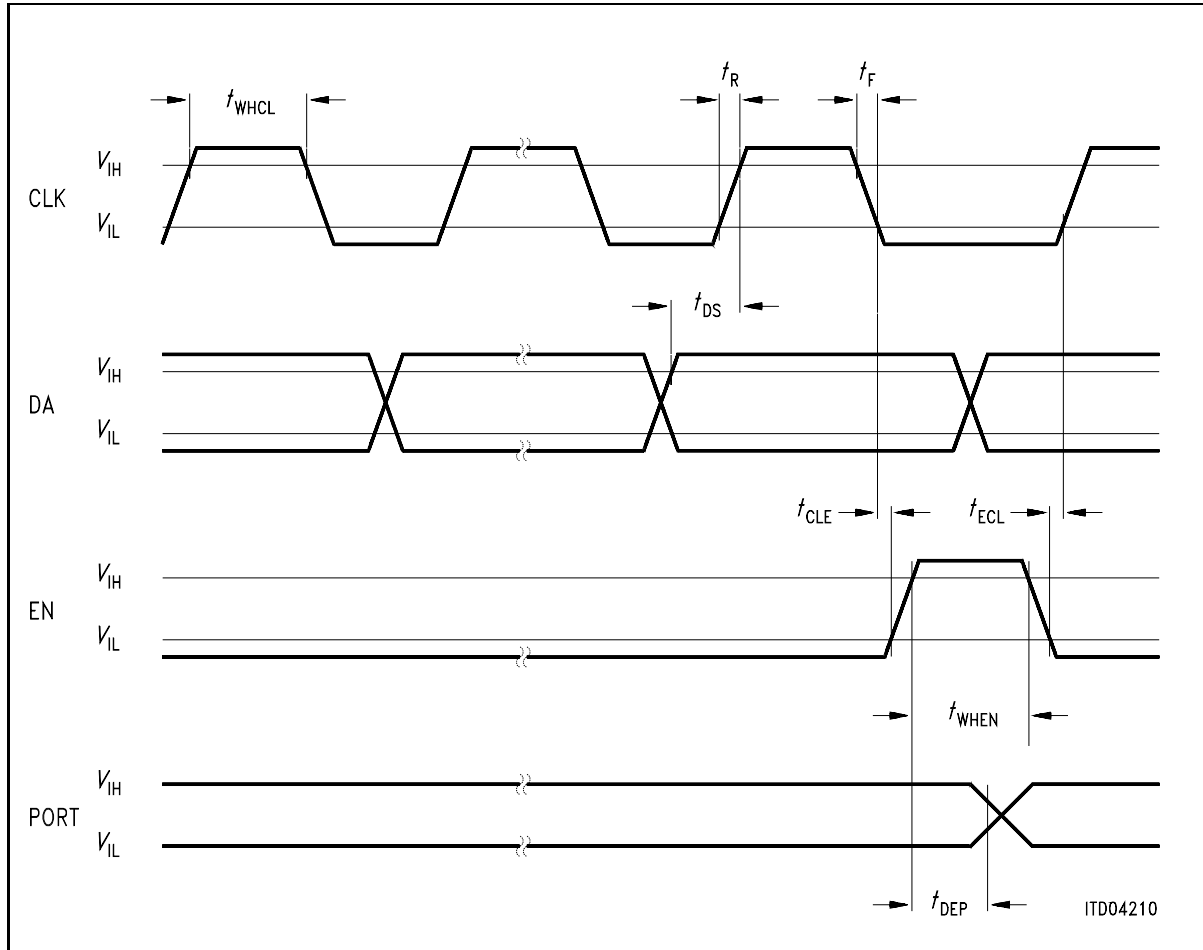 tR tF
tWHCL
VIH
CLK
VIL
tDS
VIH
DA
VIL
tCLE tECL
VIH
EN
VIL
tWHEN
VIH
PORT
VIL
tDEP
ITD04210